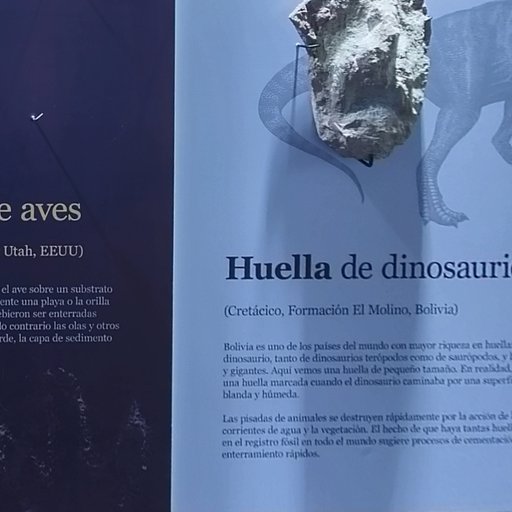 e aves
Utah, EEUU)
el ave sobre un substrato
ente una playa o la orilla
ebieron ser enterradas
lo contrario las olas y otros
rde, la capa de sedimento
Huella de dinosauri
(Cretácico, Formación El Molino, Bolivia)
Bolivia es uno de los países del mundo con mayor riqueza en huella
dinosaurio, tanto de dinosaurios terópodos como de saurópodos, y
y gigantes. Aquí vemos una huella de pequeño tamaño. En realidad,
una huella marcada cuando el dinosaurio caminaba por una superfi
blanda y húmeda.
Las pisadas de animales se destruyen rápidamente por la acción de
corrientes de agua y la vegetación. El hecho de que haya tantas huell
en el registro fósil en todo el mundo sugiere procesos de cementació
enterramiento rápidos.